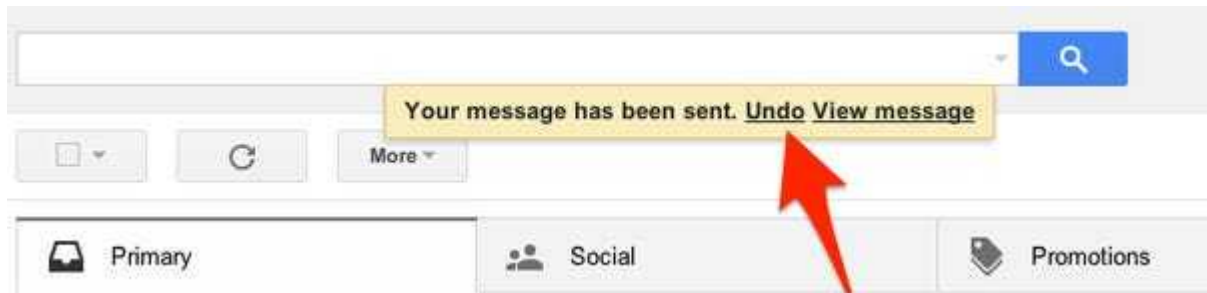 Your message has been sent. Undo View message
More
Primary
Social
Promotions